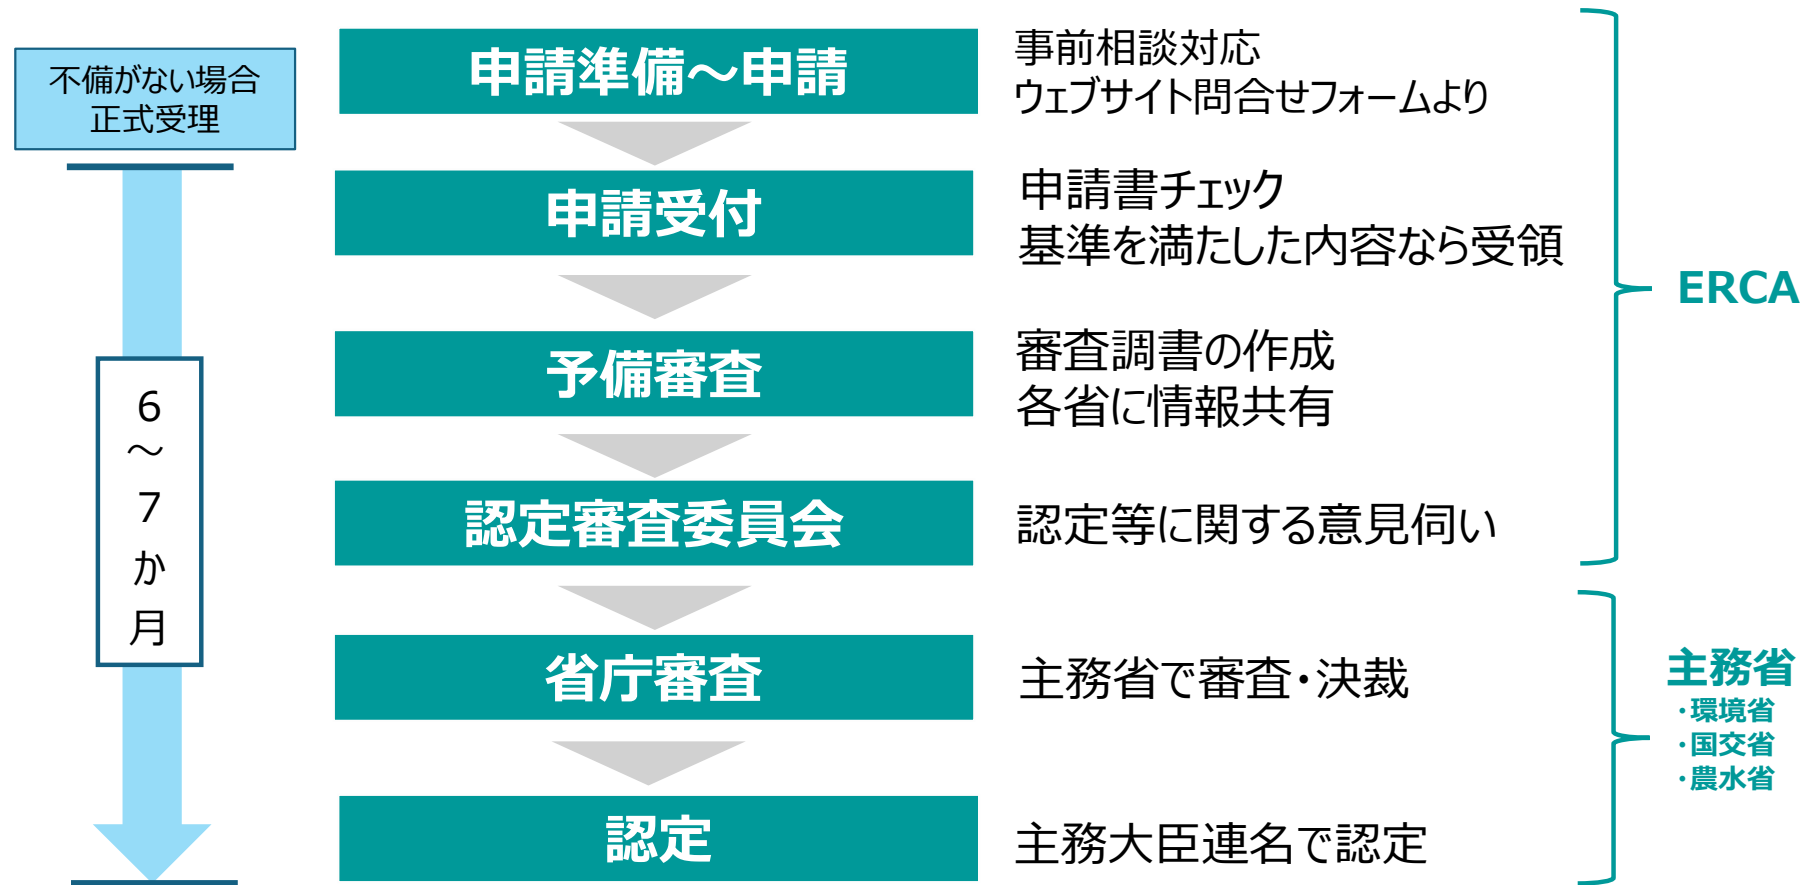 不備がない場合
正式受理
6
～
7
か
月
申請準備～申請
事前相談対応
ウェブサイト問合せフォームより
申請受付
申請書チェック
基準を満たした内容なら受領
予備審査
審査調書の作成
各省に情報共有
認定審査委員会
認定等に関する意見伺い
ERCA
省庁審査
主務省で審査・決裁
認定
主務大臣連名で認定
主務省
・環境省
・国交省
・農水省